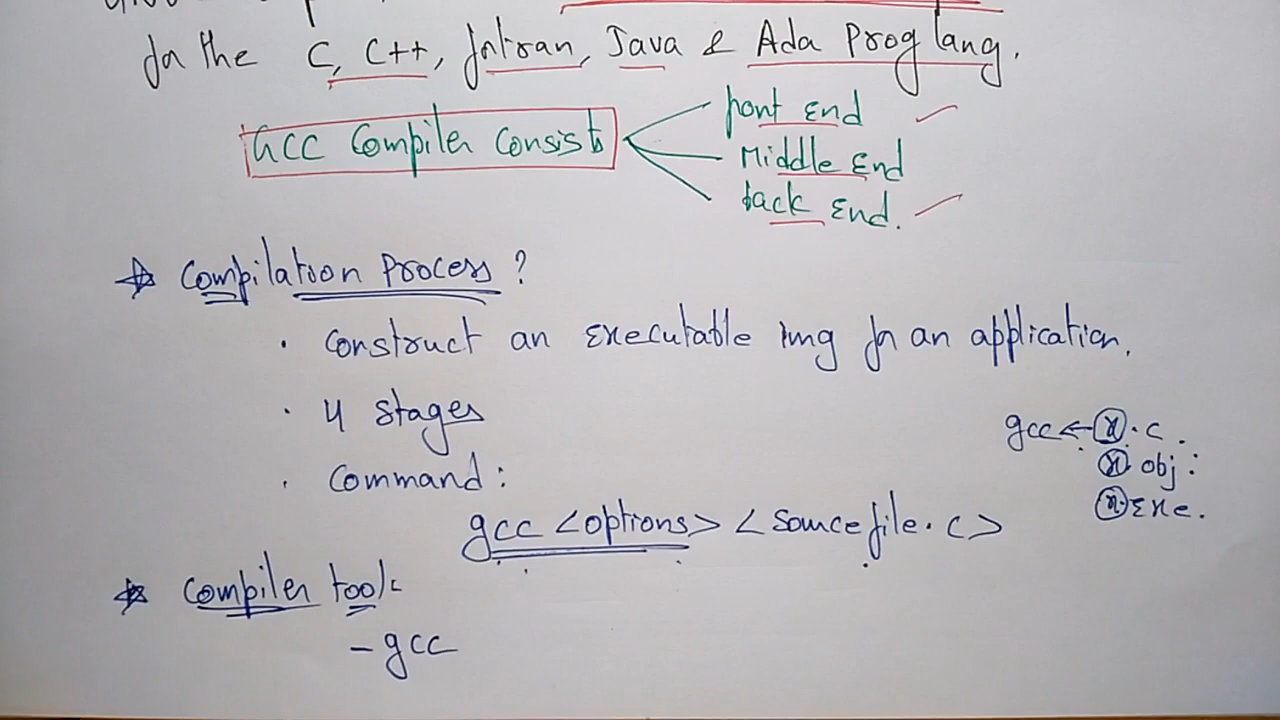 for the C, C++, fortran, Java & Ada Prog lang.
GCC Compiler Consists
front End
Middle End
back End.
Compilation Process?
· Construct an Executable img for an application.
· 4 stages
gcc ← x.c.
· Command:
x obj:
x.Exe.
gcc <options> <sourcefile.c>
Compiler tools
- gcc